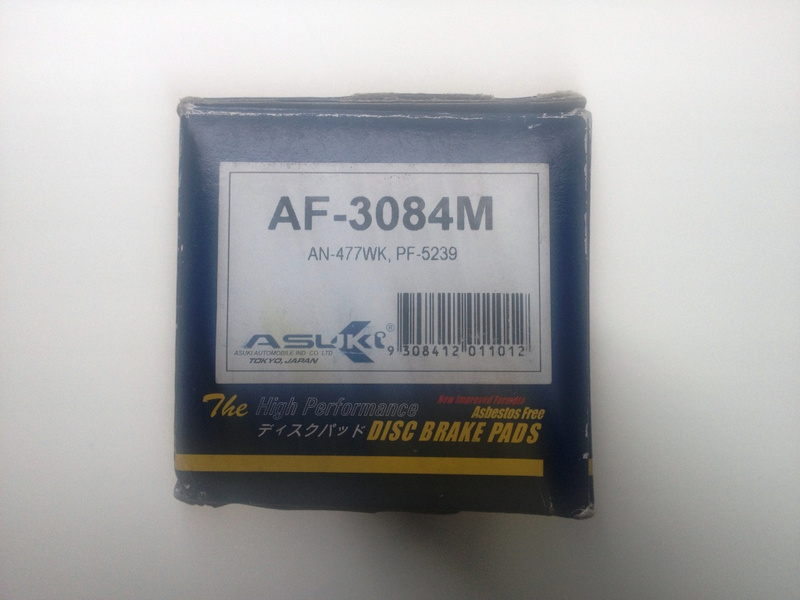 AF-3084M
AN-477WK, PF-5239
ASUKI®
ASUKI AUTOMOBILE IND. CO. LTD.
TOKYO, JAPAN
9 308412 011012
The High Performance
New Improved Formula
Asbestos Free
ディスクパッド DISC BRAKE PADS